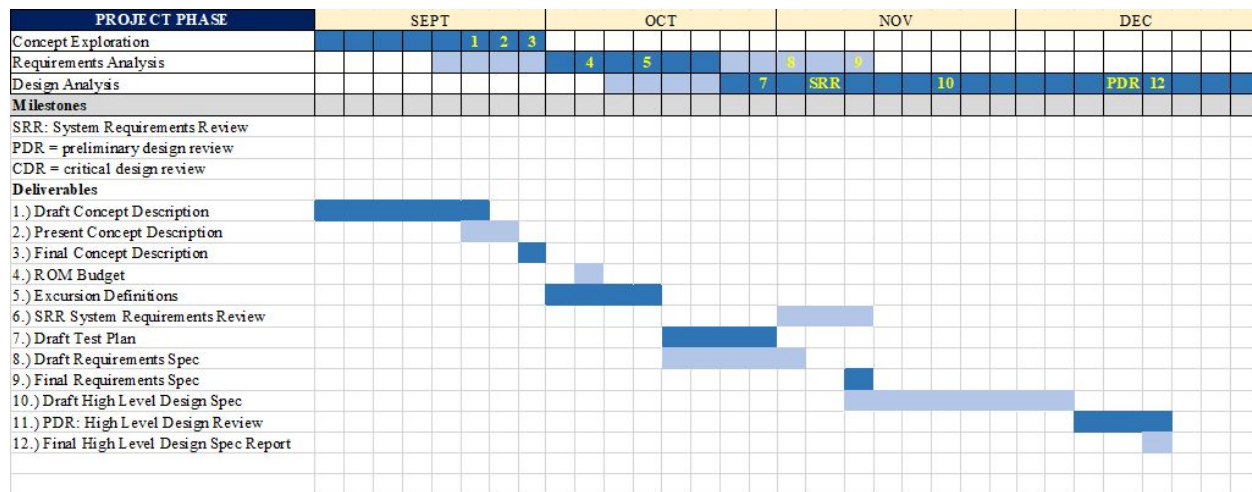 PROJECT PHASE SEPT OCT NOV DEC
Concept Exploration 1 2 3
Requirements Analysis 4 5 8 9
Design Analysis 7 SRR 10 PDR 12
Milestones
SRR: System Requirements Review
PDR = preliminary design review
CDR = critical design review
Deliverables
1.) Draft Concept Description
2.) Present Concept Description
3.) Final Concept Description
4.) ROM Budget
5.) Excursion Definitions
6.) SRR System Requirements Review
7.) Draft Test Plan
8.) Draft Requirements Spec
9.) Final Requirements Spec
10.) Draft High Level Design Spec
11.) PDR: High Level Design Review
12.) Final High Level Design Spec Report